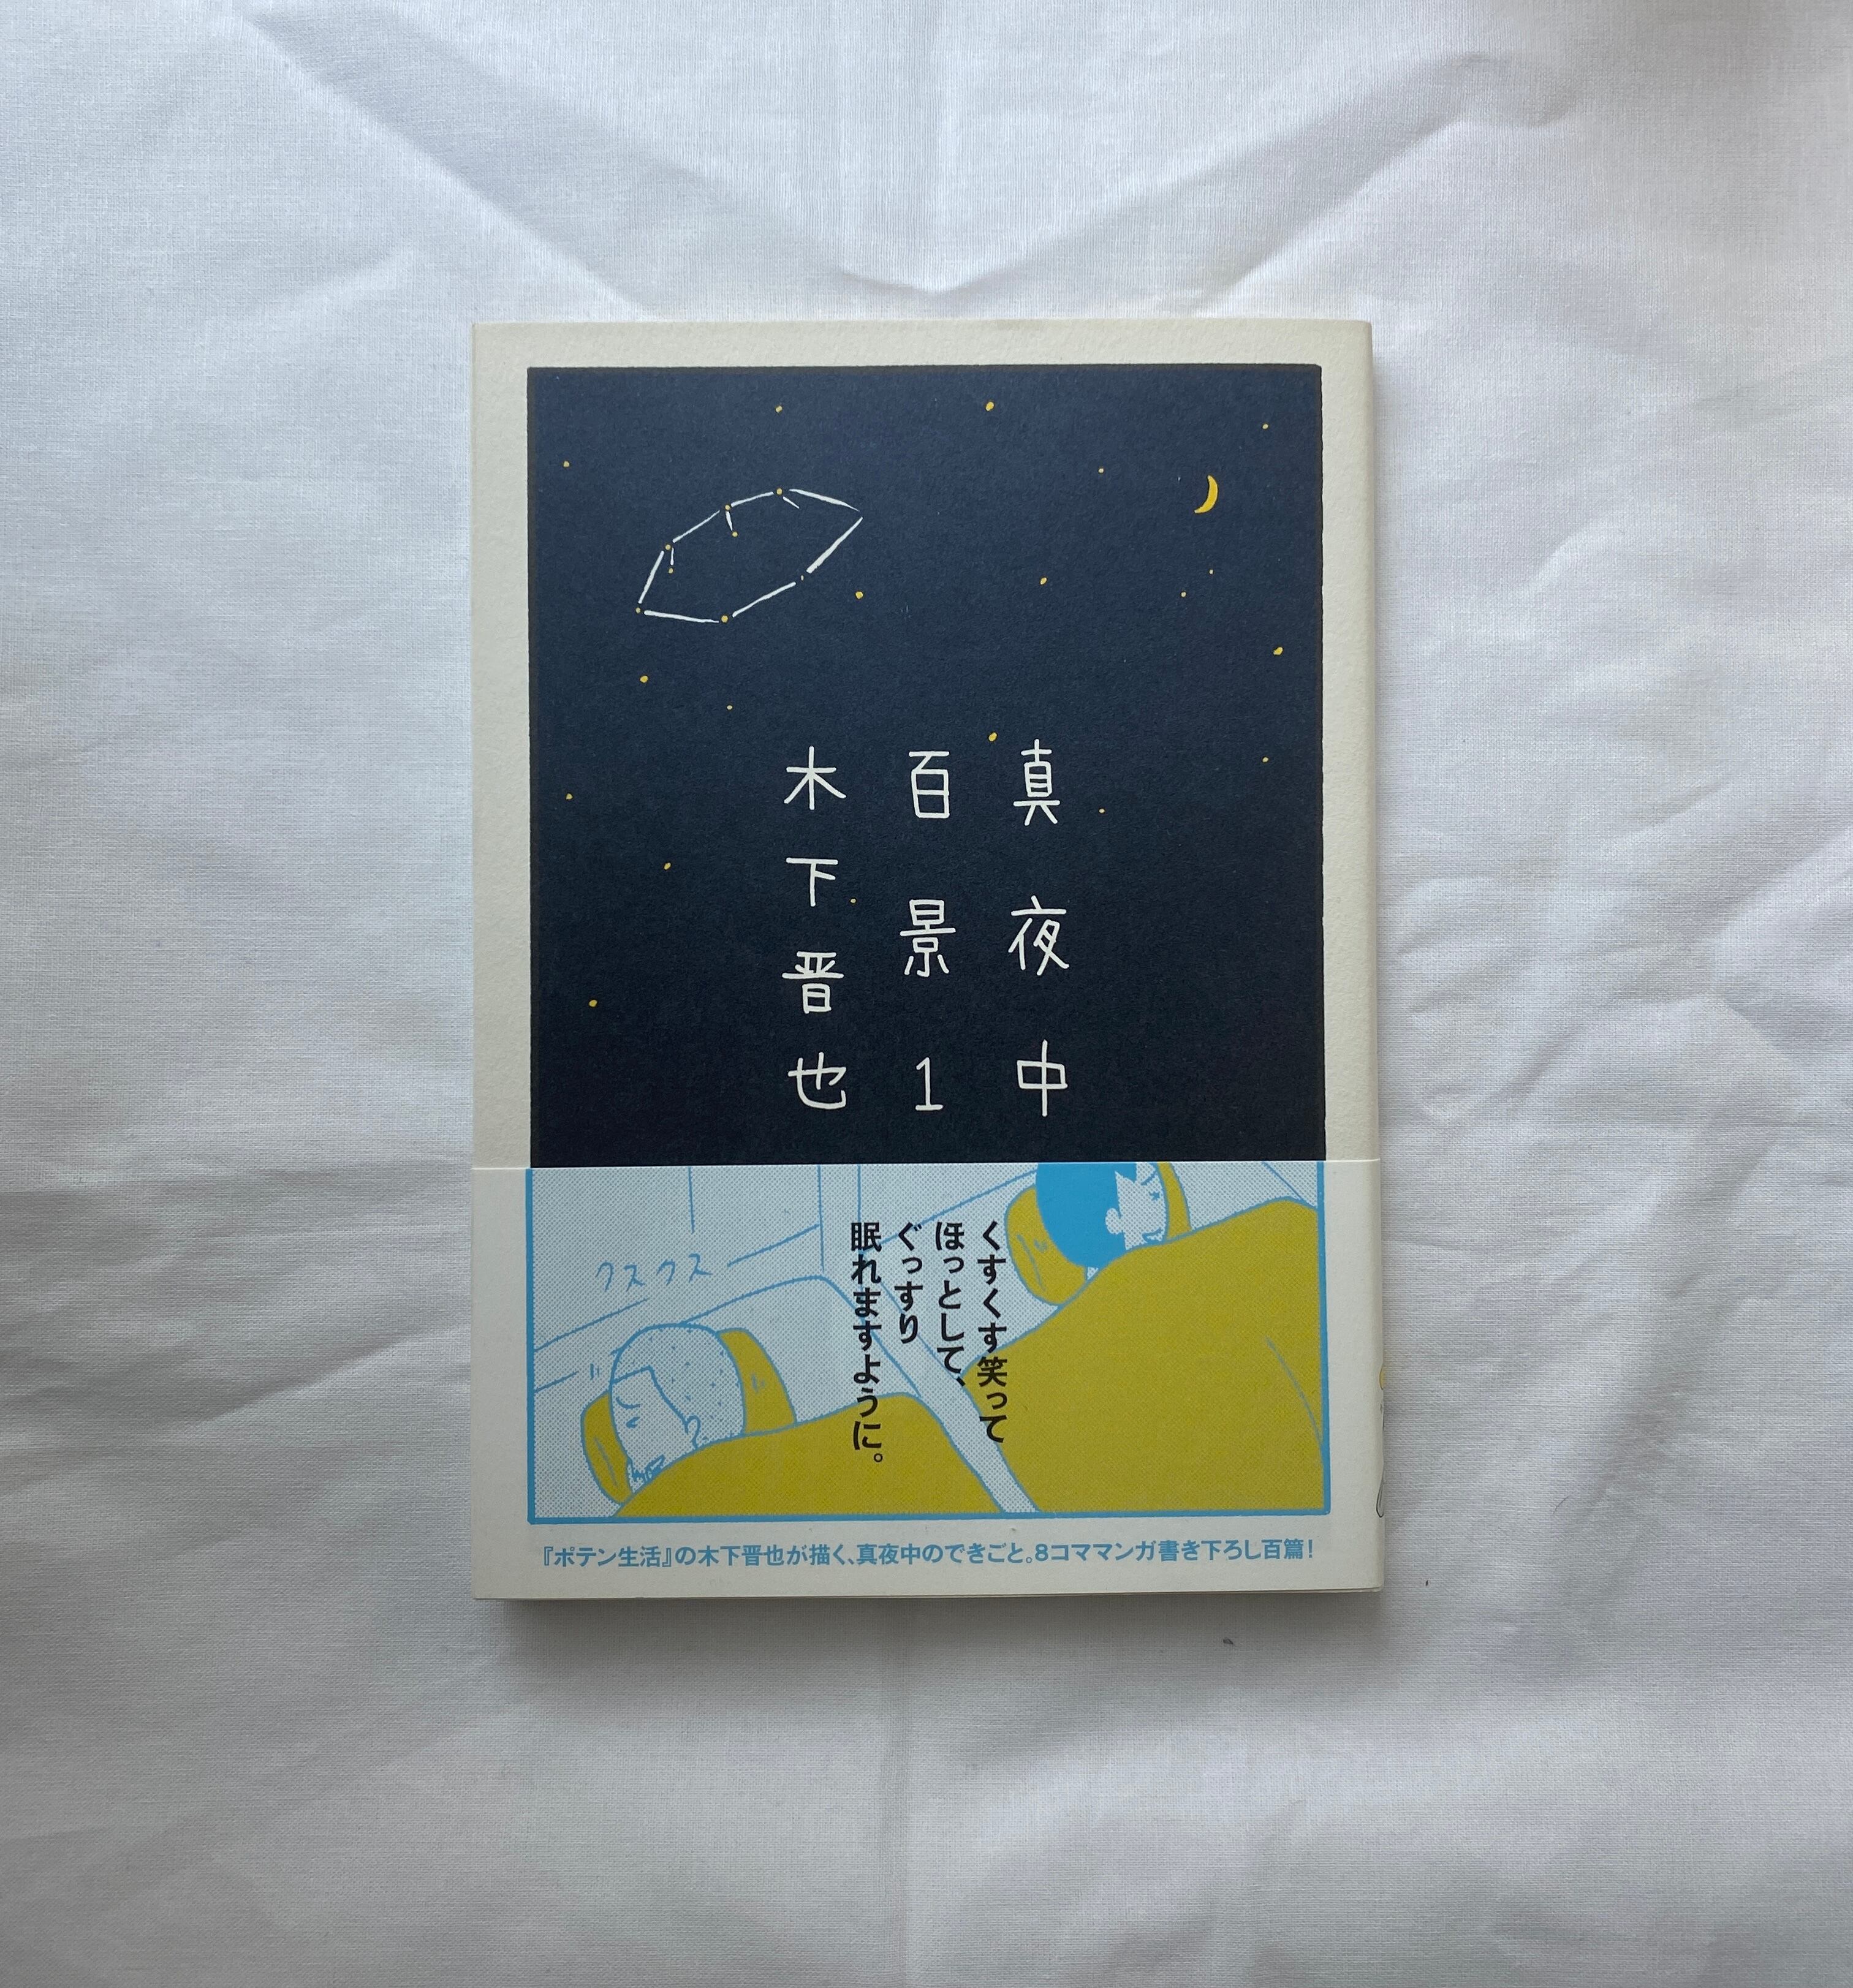 真夜中
百景1
木下晋也
くすくす笑って
ほっとして、
ぐっすり
眠れますように。
クスクス
『ポテン生活』の木下晋也が描く、真夜中のできごと。8コママンガ書き下ろし百篇!